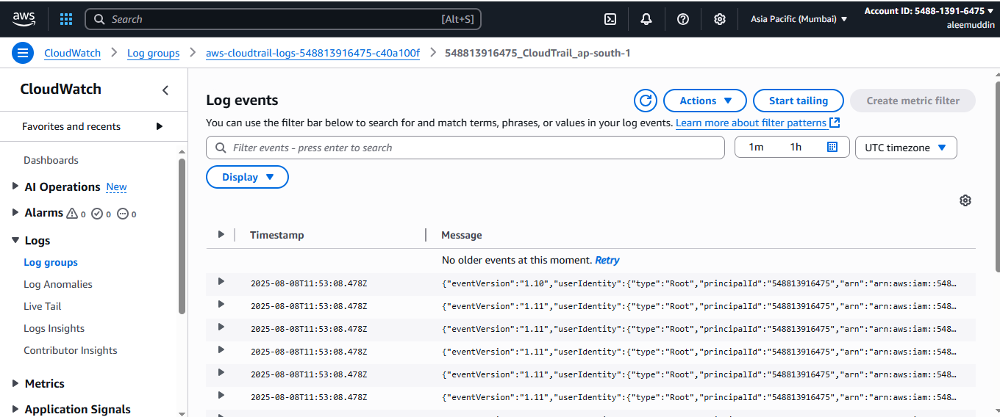 aws
Search [Alt+S]
Asia Pacific (Mumbai)
Account ID: 5488-1391-6475
aleemuddin
CloudWatch
Log groups
aws-cloudtrail-logs-548813916475-c40a100f
548813916475_CloudTrail_ap-south-1
CloudWatch
Favorites and recents
Dashboards
AI Operations New
Alarms 0 0 0
Logs
Log groups
Log Anomalies
Live Tail
Logs Insights
Contributor Insights
Metrics
Application Signals
Log events
Actions
Start tailing
Create metric filter
You can use the filter bar below to search for and match terms, phrases, or values in your log events. Learn more about filter patterns
Filter events - press enter to search
1m 1h
UTC timezone
Display
Timestamp Message
No older events at this moment. Retry
2025-08-08T11:53:08.478Z {"eventVersion":"1.10","userIdentity":{"type":"Root","principalId":"548813916475","arn":"arn:aws:iam::548…
2025-08-08T11:53:08.478Z {"eventVersion":"1.11","userIdentity":{"type":"Root","principalId":"548813916475","arn":"arn:aws:iam::548…
2025-08-08T11:53:08.478Z {"eventVersion":"1.11","userIdentity":{"type":"Root","principalId":"548813916475","arn":"arn:aws:iam::548…
2025-08-08T11:53:08.478Z {"eventVersion":"1.11","userIdentity":{"type":"Root","principalId":"548813916475","arn":"arn:aws:iam::548…
2025-08-08T11:53:08.478Z {"eventVersion":"1.11","userIdentity":{"type":"Root","principalId":"548813916475","arn":"arn:aws:iam::548…
2025-08-08T11:53:08.478Z {"eventVersion":"1.11","userIdentity":{"type":"Root","principalId":"548813916475","arn":"arn:aws:iam::548…